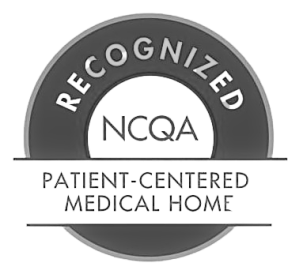 RECOGNIZED
NCQA
PATIENT-CENTERED
MEDICAL HOME